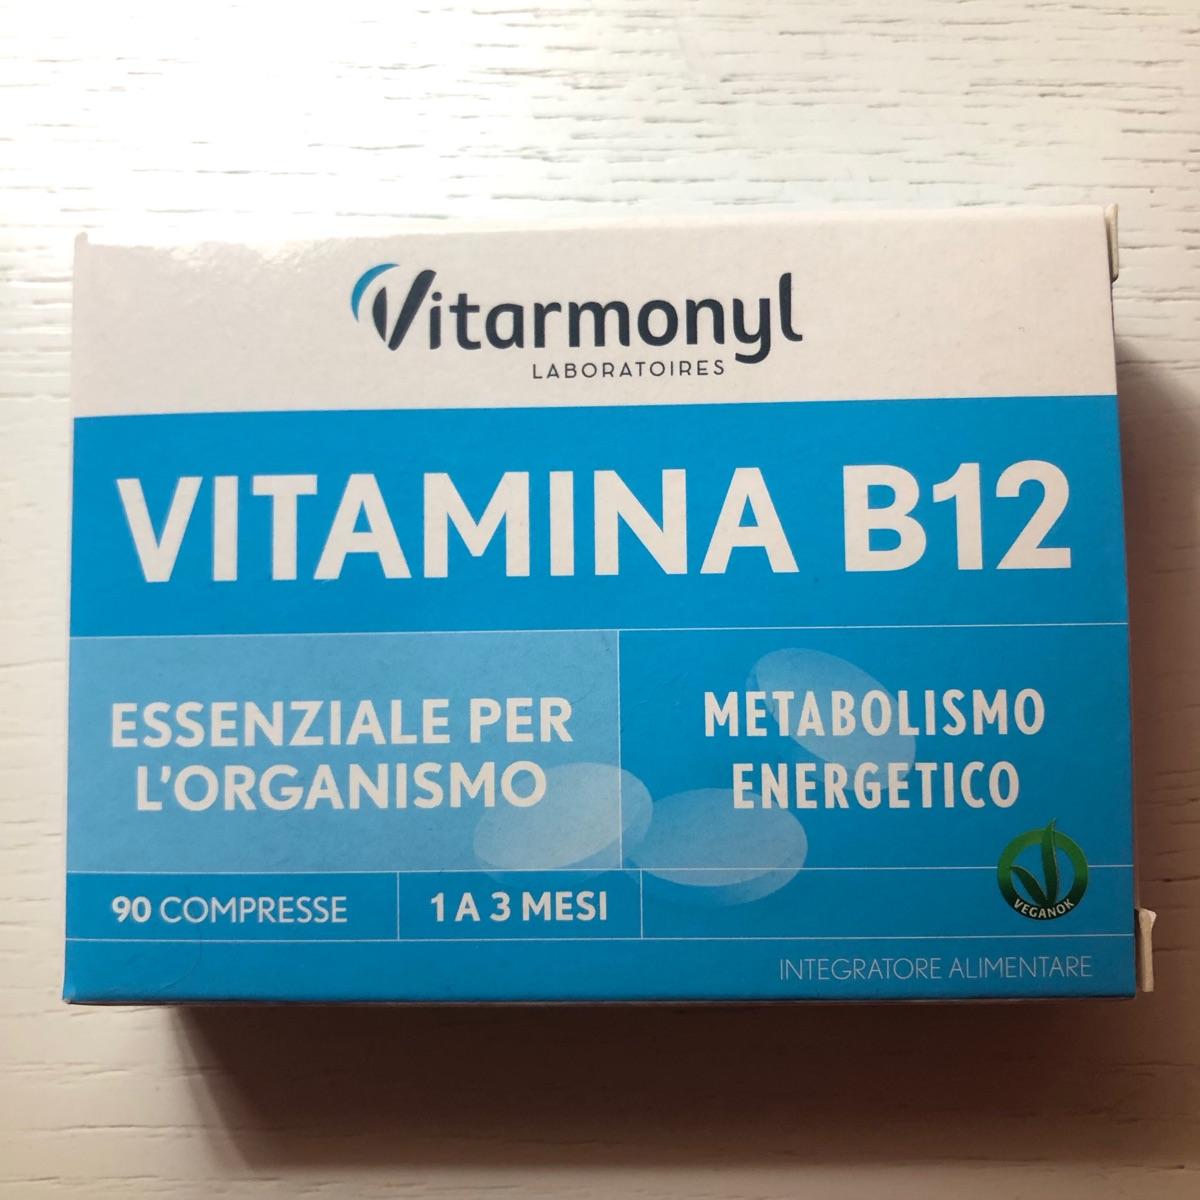 Vitarmonyl
LABORATOIRES
VITAMINA B12
ESSENZIALE PER
L'ORGANISMO
METABOLISMO
ENERGETICO
90 COMPRESSE
1 A 3 MESI
VEGANOK
INTEGRATORE ALIMENTARE